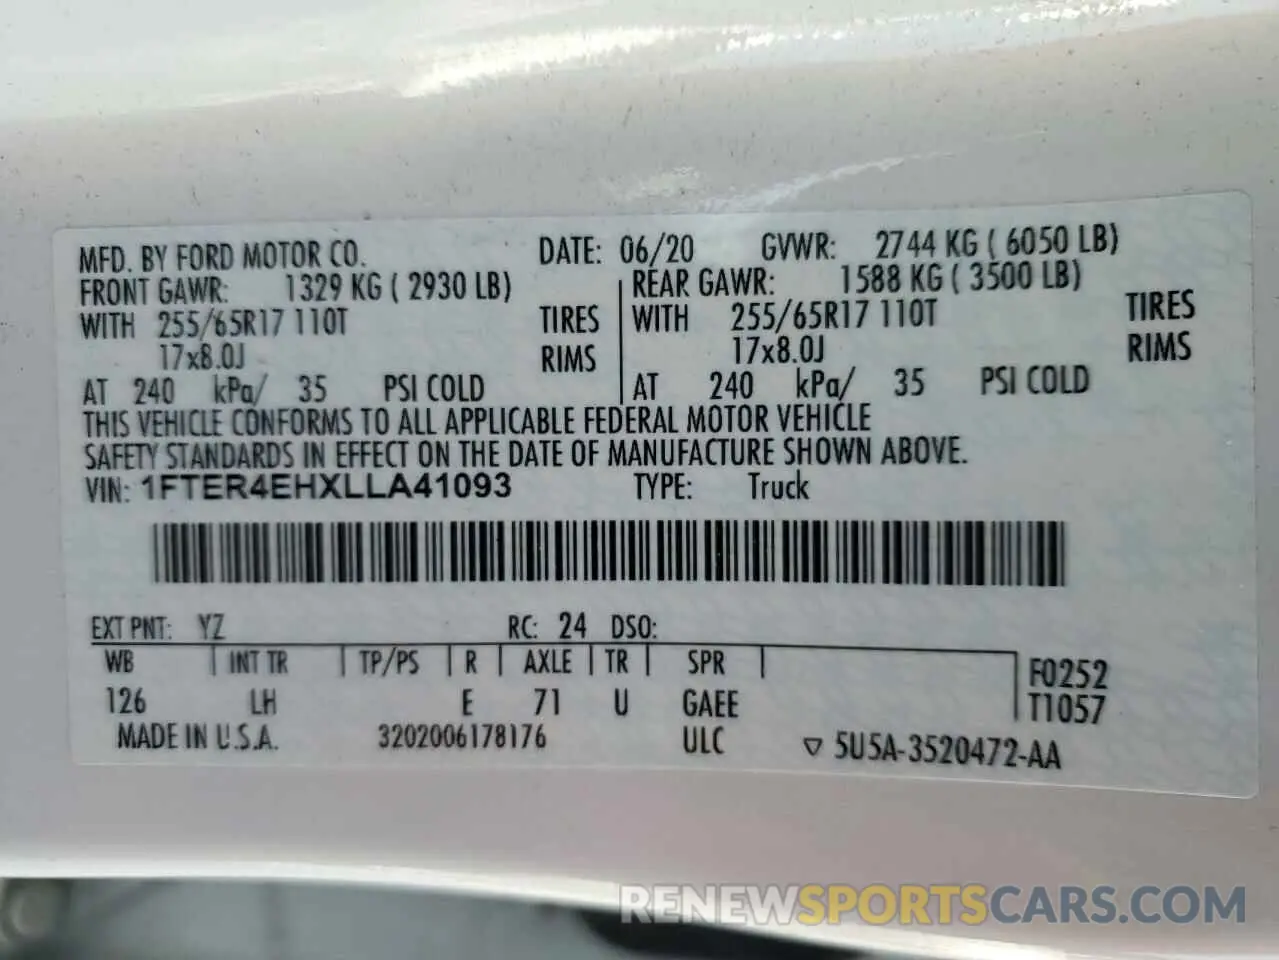 MFD. BY FORD MOTOR CO. DATE: 06/20 GVWR: 2744 KG ( 6050 LB)
FRONT GAWR: 1329 KG ( 2930 LB) REAR GAWR: 1588 KG ( 3500 LB)
WITH 255/65R17 110T TIRES WITH 255/65R17 110T TIRES
17x8.0J RIMS 17x8.0J RIMS
AT 240 kPa/ 35 PSI COLD AT 240 kPa/ 35 PSI COLD
THIS VEHICLE CONFORMS TO ALL APPLICABLE FEDERAL MOTOR VEHICLE
SAFETY STANDARDS IN EFFECT ON THE DATE OF MANUFACTURE SHOWN ABOVE.
VIN: 1FTER4EHXLLA41093 TYPE: Truck
EXT PNT: YZ RC: 24 DSO:
WB INT TR TP/PS R AXLE TR SPR F0252
126 LH E 71 U GAEE T1057
MADE IN U.S.A. 3202006178176 ULC ▽ 5U5A-3520472-AA
RENEWSPORTSCARS.COM